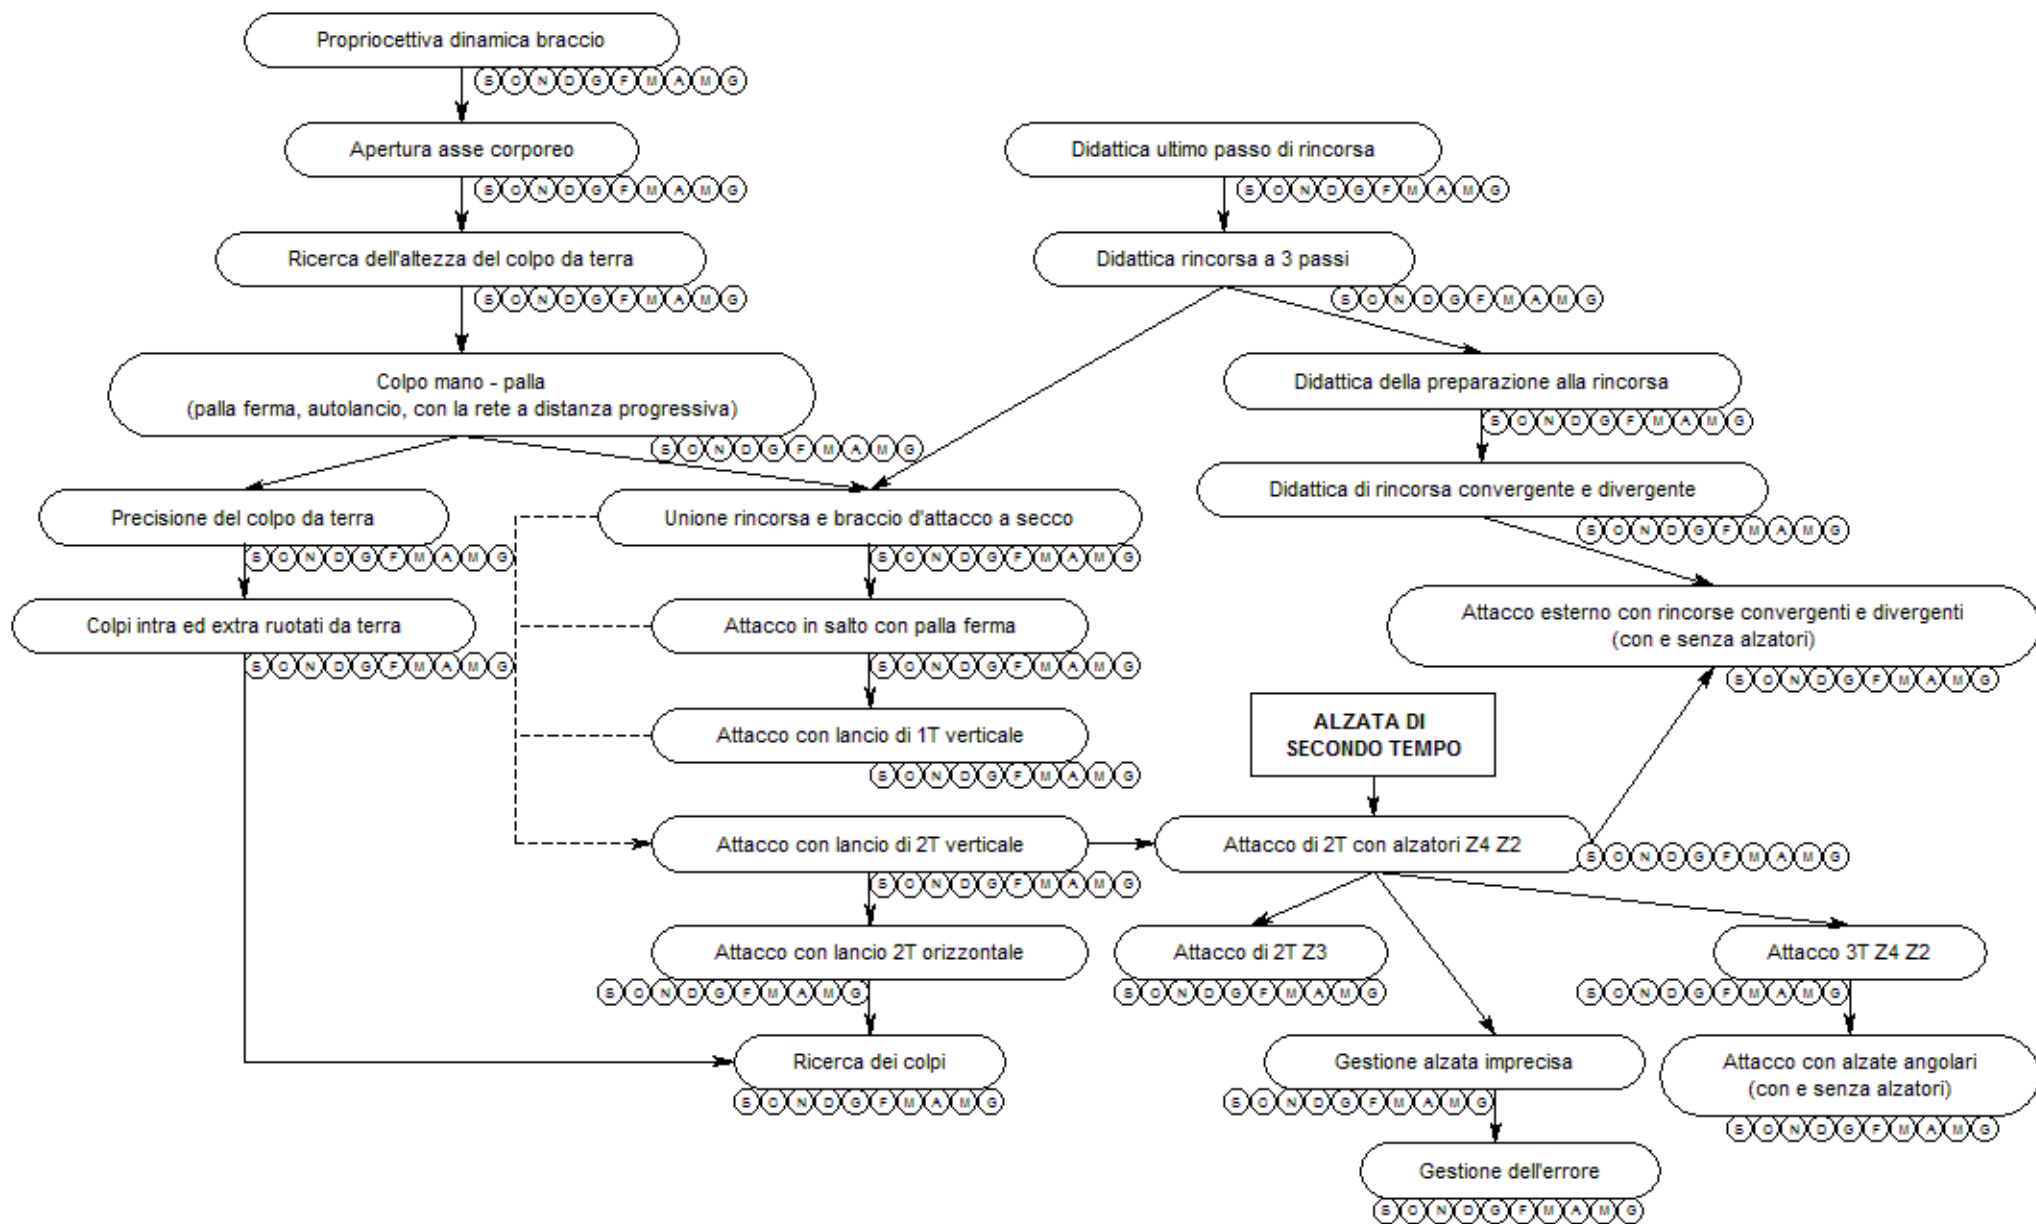 Propriocettiva dinamica braccio
S O N D G F M A M G
Apertura asse corporeo
S O N D G F M A M G
Didattica ultimo passo di rincorsa
S O N D G F M A M G
Ricerca dell'altezza del colpo da terra
S O N D G F M A M G
Didattica rincorsa a 3 passi
S O N D G F M A M G
Colpo mano - palla
(palla ferma, autolancio, con la rete a distanza progressiva)
S O N D G F M A M G
Didattica della preparazione alla rincorsa
S O N D G F M A M G
Didattica di rincorsa convergente e divergente
S O N D G F M A M G
Precisione del colpo da terra
S O N D G F M A M G
Unione rincorsa e braccio d'attacco a secco
S O N D G F M A M G
Colpi intra ed extra ruotati da terra
S O N D G F M A M G
Attacco in salto con palla ferma
S O N D G F M A M G
Attacco esterno con rincorse convergenti e divergenti
(con e senza alzatori)
S O N D G F M A M G
Attacco con lancio di 1T verticale
S O N D G F M A M G
ALZATA DI
SECONDO TEMPO
Attacco con lancio di 2T verticale
S O N D G F M A M G
Attacco di 2T con alzatori Z4 Z2
S O N D G F M A M G
Attacco con lancio 2T orizzontale
S O N D G F M A M G
Attacco di 2T Z3
S O N D G F M A M G
Attacco 3T Z4 Z2
S O N D G F M A M G
Ricerca dei colpi
S O N D G F M A M G
Gestione alzata imprecisa
S O N D G F M A M G
Attacco con alzate angolari
(con e senza alzatori)
S O N D G F M A M G
Gestione dell'errore
S O N D G F M A M G